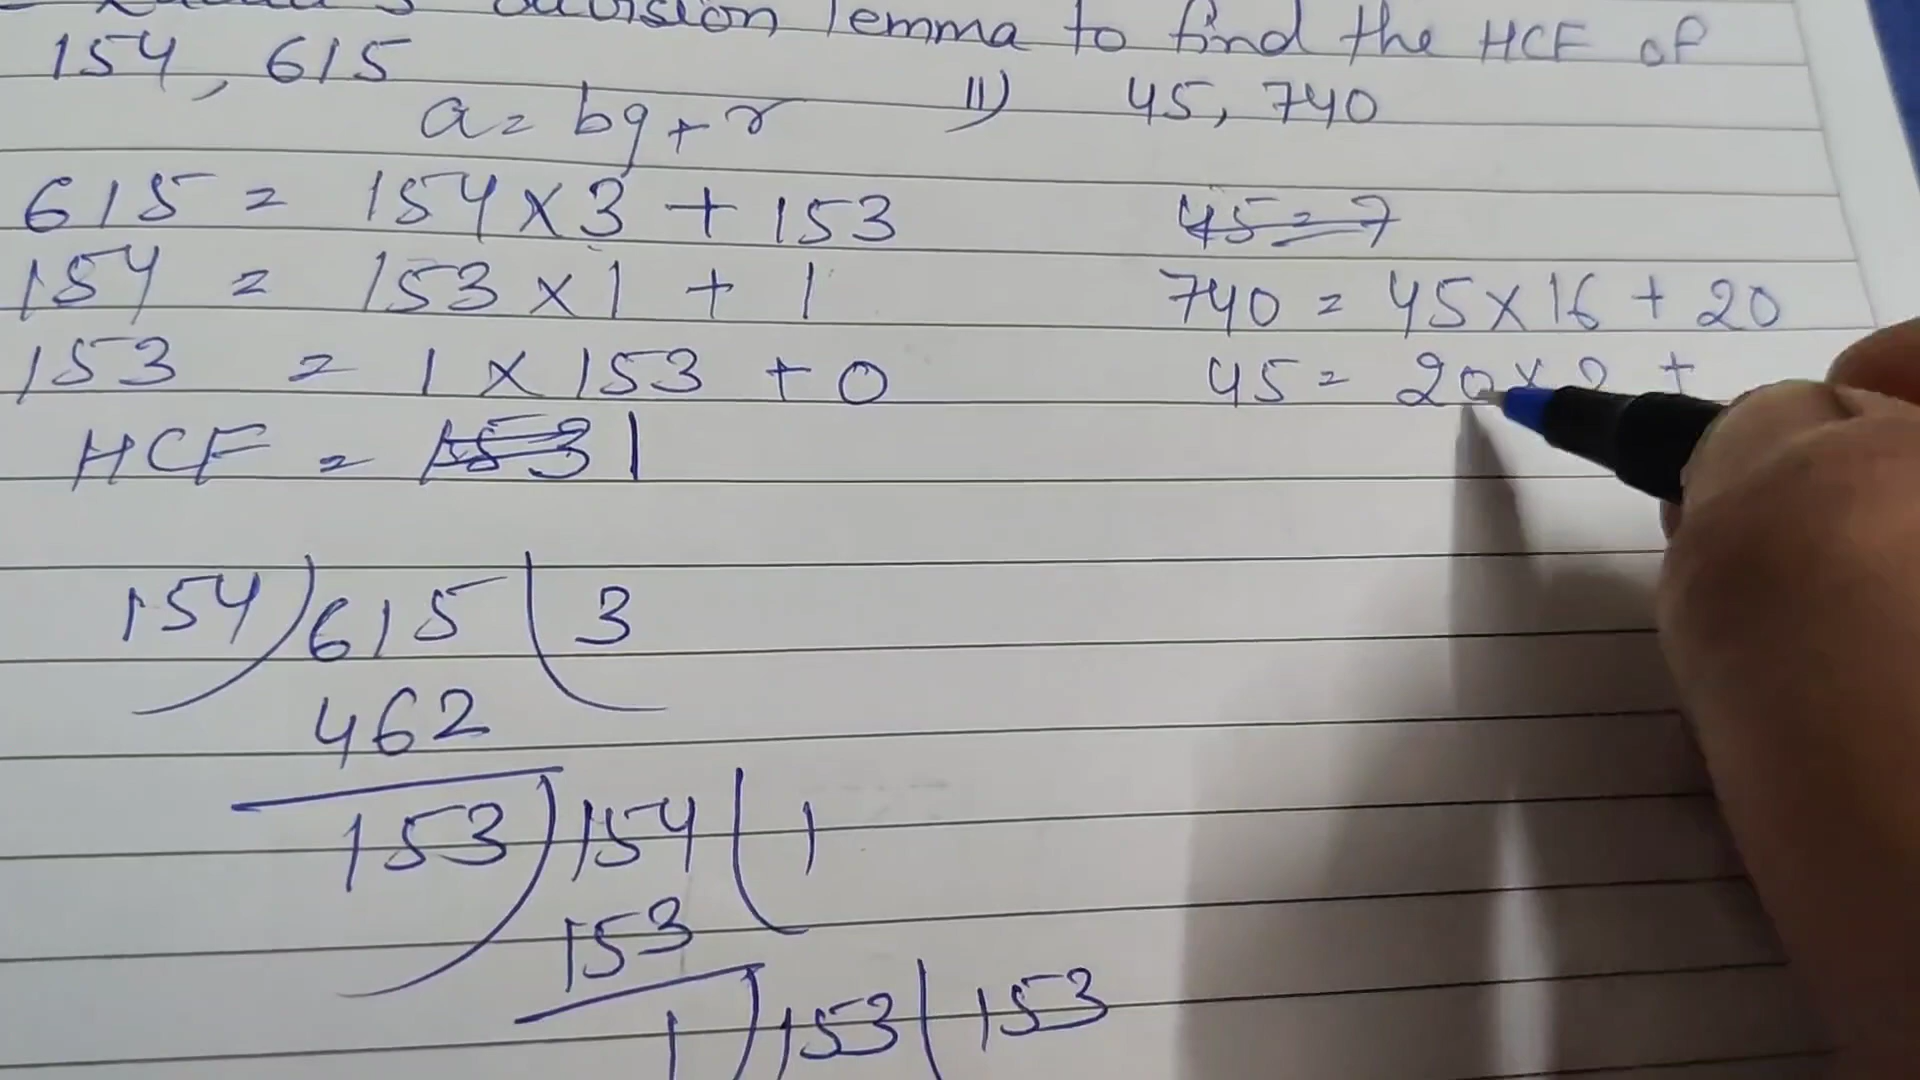 division lemma to find the HCF of
154, 615
II) 45, 740
a = bq + r
615 = 154 × 3 + 153
154 = 153 × 1 + 1
153 = 1 × 153 + 0
HCF = 153 1
45 = 7
740 = 45 × 16 + 20
45 = 20 × 2 +
154 ) 615 ( 3
462
153 ) 154 ( 1
153
1 ) 153 ( 153